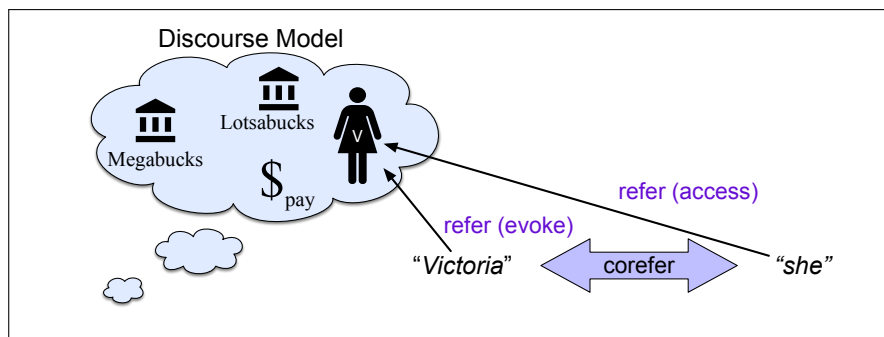 Discourse Model
Lotsabucks
Megabucks
V
$ pay
refer (access)
refer (evoke)
“Victoria”
corefer
“she”